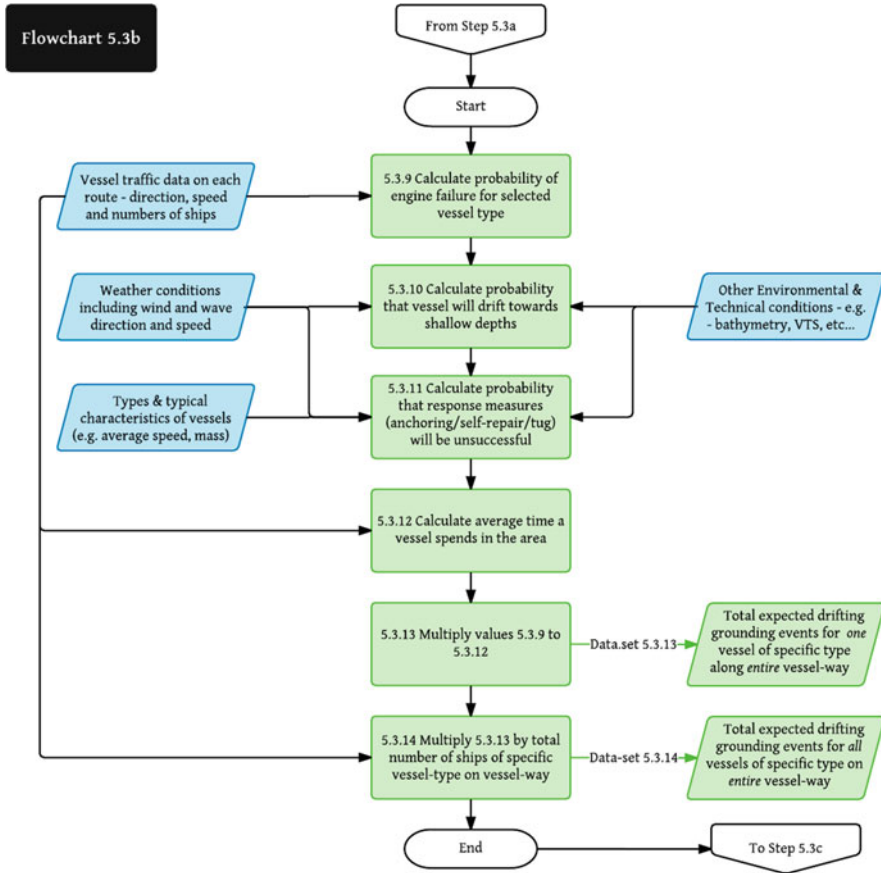 Flowchart 5.3b
From Step 5.3a
Start
Vessel traffic data on each
route - direction, speed
and numbers of ships
5.3.9 Calculate probability of
engine failure for selected
vessel type
Weather conditions
including wind and wave
direction and speed
5.3.10 Calculate probability
that vessel will drift towards
shallow depths
Other Environmental &
Technical conditions - e.g.
- bathymetry, VTS, etc...
Types & typical
characteristics of vessels
(e.g. average speed, mass)
5.3.11 Calculate probability
that response measures
(anchoring/self-repair/tug)
will be unsuccessful
5.3.12 Calculate average time a
vessel spends in the area
5.3.13 Multiply values 5.3.9 to
5.3.12
Data.set 5.3.13
Total expected drifting
grounding events for one
vessel of specific type
along entire vessel-way
5.3.14 Multiply 5.3.13 by total
number of ships of specific
vessel-type on vessel-way
Data-set 5.3.14
Total expected drifting
grounding events for all
vessels of specific type on
entire vessel-way
End
To Step 5.3c